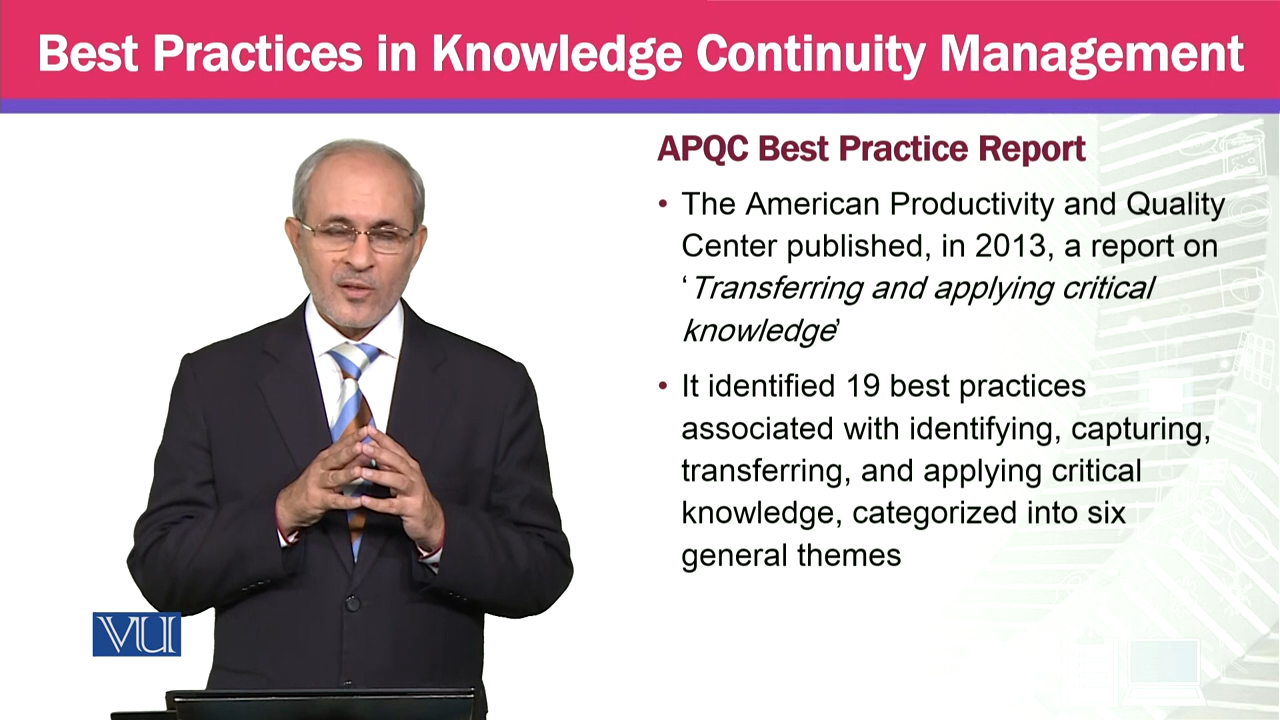 Best Practices in Knowledge Continuity Management
APQC Best Practice Report
• The American Productivity and Quality
Center published, in 2013, a report on
‘Transferring and applying critical
knowledge’
• It identified 19 best practices
associated with identifying, capturing,
transferring, and applying critical
knowledge, categorized into six
general themes
VU